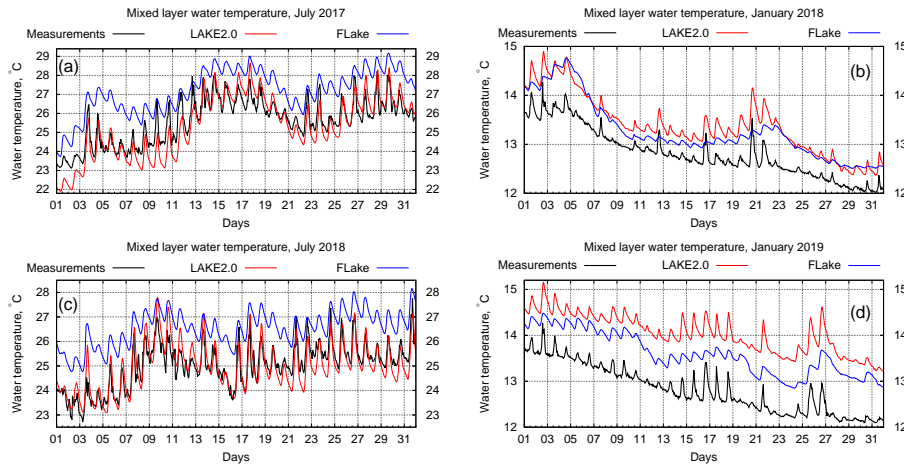 Mixed layer water temperature, July 2017
Measurements LAKE2.0 FLake
(a)
Water temperature, °C
29 28 27 26 25 24 23 22
29 28 27 26 25 24 23 22
01 03 05 07 09 11 13 15 17 19 21 23 25 27 29 31
Days
Mixed layer water temperature, January 2018
Measurements LAKE2.0 FLake
(b)
Water temperature, °C
15 14 13 12
15 14 13 12
01 03 05 07 09 11 13 15 17 19 21 23 25 27 29 31
Days
Mixed layer water temperature, July 2018
Measurements LAKE2.0 FLake
(c)
Water temperature, °C
28 27 26 25 24 23
28 27 26 25 24 23
01 03 05 07 09 11 13 15 17 19 21 23 25 27 29 31
Days
Mixed layer water temperature, January 2019
Measurements LAKE2.0 FLake
(d)
Water temperature, °C
15 14 13 12
15 14 13 12
01 03 05 07 09 11 13 15 17 19 21 23 25 27 29 31
Days